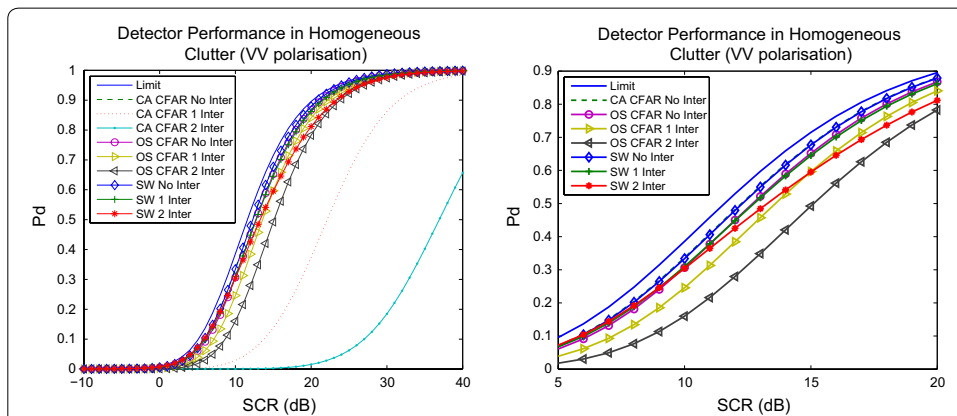 Detector Performance in Homogeneous
Clutter (VV polarisation)
Pd
1
0.9
0.8
0.7
0.6
0.5
0.4
0.3
0.2
0.1
0
Limit
CA CFAR No Inter
CA CFAR 1 Inter
CA CFAR 2 Inter
OS CFAR No Inter
OS CFAR 1 Inter
OS CFAR 2 Inter
SW No Inter
SW 1 Inter
SW 2 Inter
−10 0 10 20 30 40
SCR (dB)
Detector Performance in Homogeneous
Clutter (VV polarisation)
Pd
0.9
0.8
0.7
0.6
0.5
0.4
0.3
0.2
0.1
0
Limit
CA CFAR No Inter
OS CFAR No Inter
OS CFAR 1 Inter
OS CFAR 2 Inter
SW No Inter
SW 1 Inter
SW 2 Inter
5 10 15 20
SCR (dB)